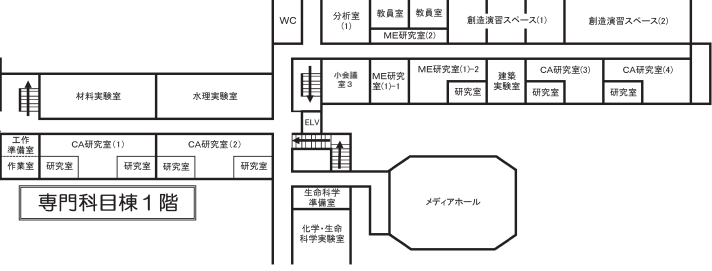 WC
分析室
(1)
教員室
教員室
ME研究室(2)
創造演習スペース(1)
創造演習スペース(2)
材料実験室
水理実験室
小会議
室3
ME研究
室(1)-1
ME研究室(1)-2
研究室
建築
実験室
CA研究室(3)
研究室
CA研究室(4)
研究室
ELV
工作
準備室
作業室
CA研究室(1)
研究室
研究室
CA研究室(2)
研究室
研究室
専門科目棟1階
生命科学
準備室
化学・生命
科学実験室
メディアホール